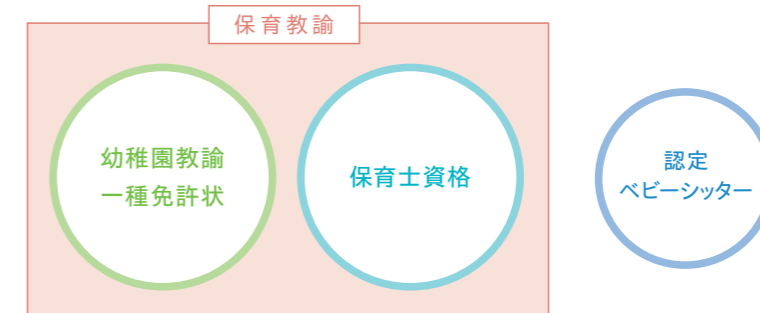 保育教諭
幼稚園教諭
一種免許状
保育士資格
認定
ベビーシッター